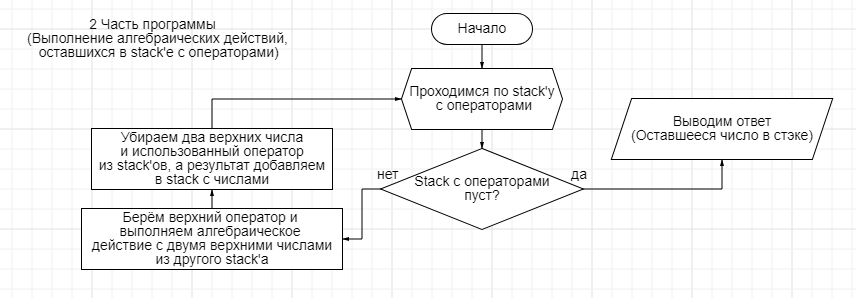 2 Часть программы
(Выполнение алгебраических действий,
оставшихся в stack'е с операторами)
Начало
Проходимся по stack'у
с операторами
Выводим ответ
(Оставшееся число в стэке)
Убираем два верхних числа
и использованный оператор
из stack'ов, а результат добавляем
в stack с числами
нет
Stack с операторами
пуст?
да
Берём верхний оператор и
выполняем алгебраическое
действие с двумя верхними числами
из другого stack'а